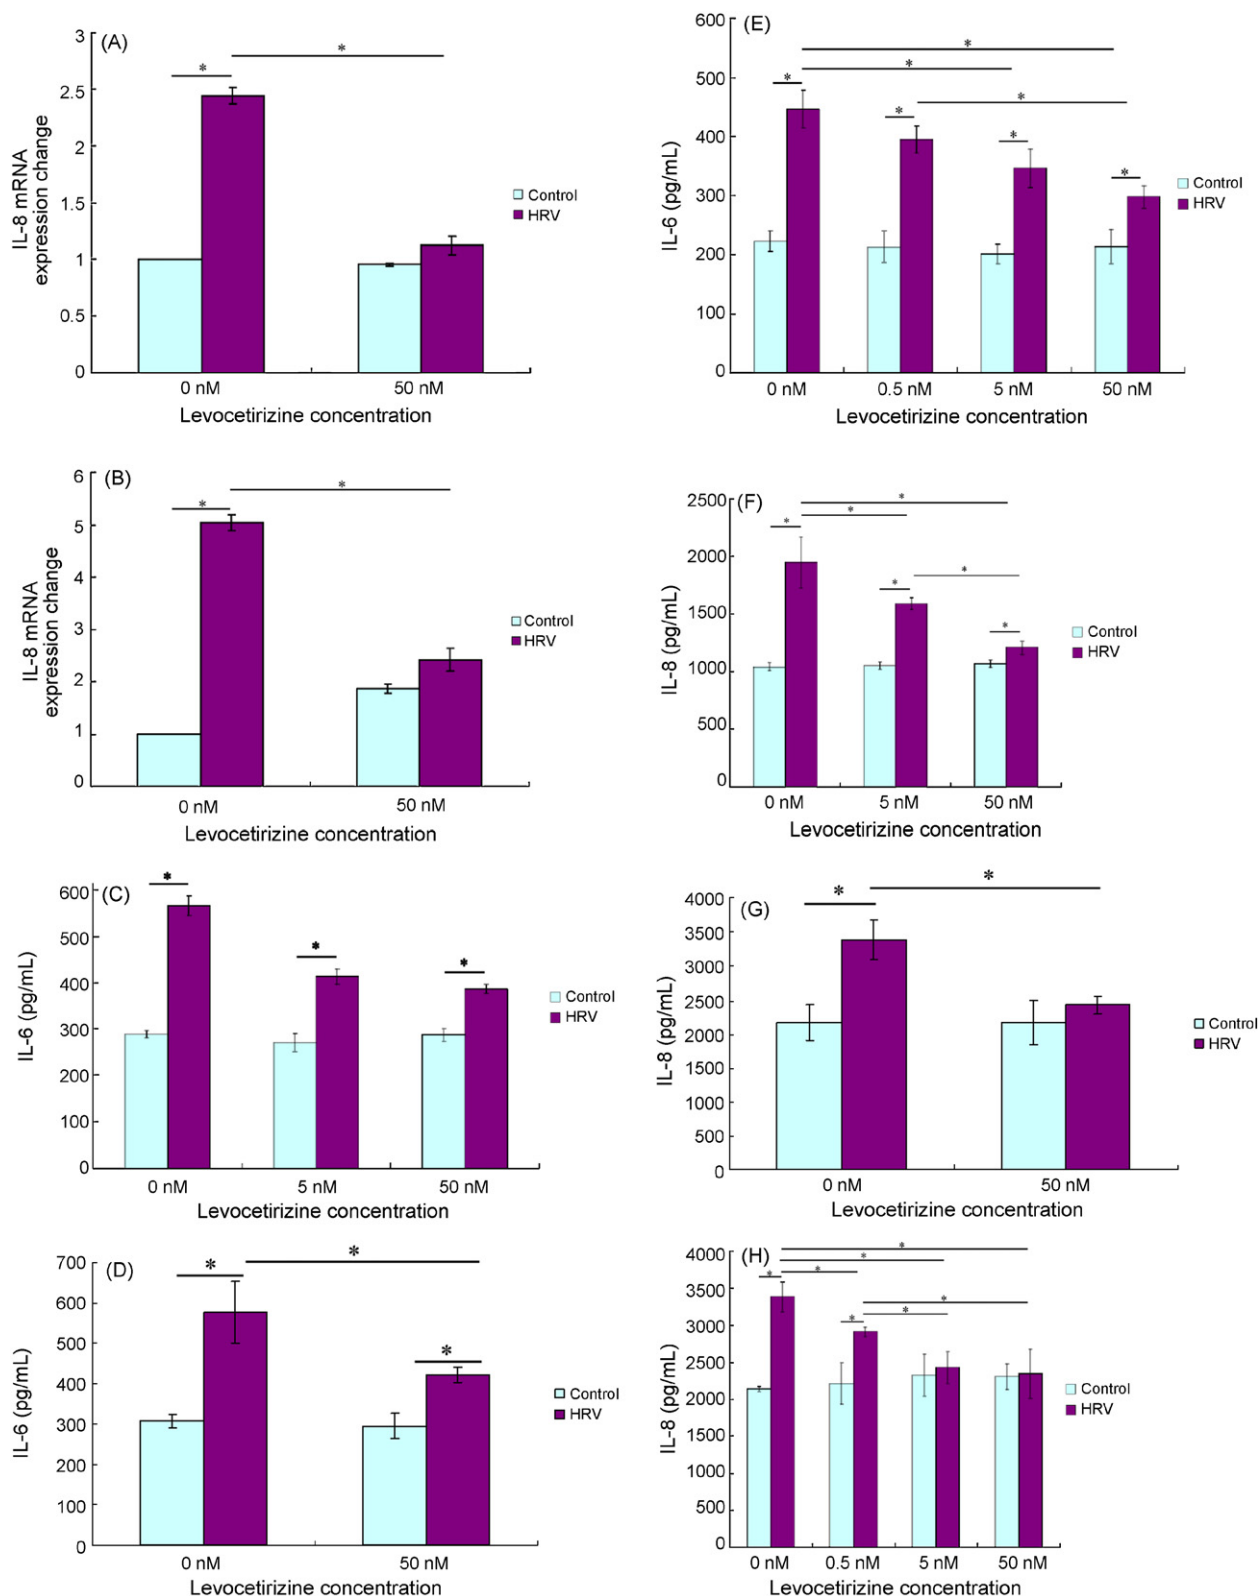 (A)
3
2.5
2
1.5
1
0.5
0
IL-8 mRNA
expression change
*
*
Control
HRV
0 nM
50 nM
Levocetirizine concentration
(B)
6
5
4
3
2
1
0
IL-8 mRNA
expression change
*
*
Control
HRV
0 nM
50 nM
Levocetirizine concentration
(C)
600
500
400
300
200
100
0
IL-6 (pg/mL)
*
*
*
Control
HRV
0 nM
5 nM
50 nM
Levocetirizine concentration
(D)
700
600
500
400
300
200
100
0
IL-6 (pg/mL)
*
*
*
Control
HRV
0 nM
50 nM
Levocetirizine concentration
(E)
600
500
400
300
200
100
0
IL-6 (pg/mL)
*
*
*
*
*
*
*
Control
HRV
0 nM
0.5 nM
5 nM
50 nM
Levocetirizine concentration
(F)
2500
2000
1500
1000
500
0
IL-8 (pg/mL)
*
*
*
*
*
*
Control
HRV
0 nM
5 nM
50 nM
Levocetirizine concentration
(G)
4000
3500
3000
2500
2000
1500
1000
500
0
IL-8 (pg/mL)
*
*
Control
HRV
0 nM
50 nM
Levocetirizine concentration
(H)
4000
3500
3000
2500
2000
1500
1000
500
0
IL-8 (pg/mL)
*
*
*
*
*
*
*
Control
HRV
0 nM
0.5 nM
5 nM
50 nM
Levocetirizine concentration